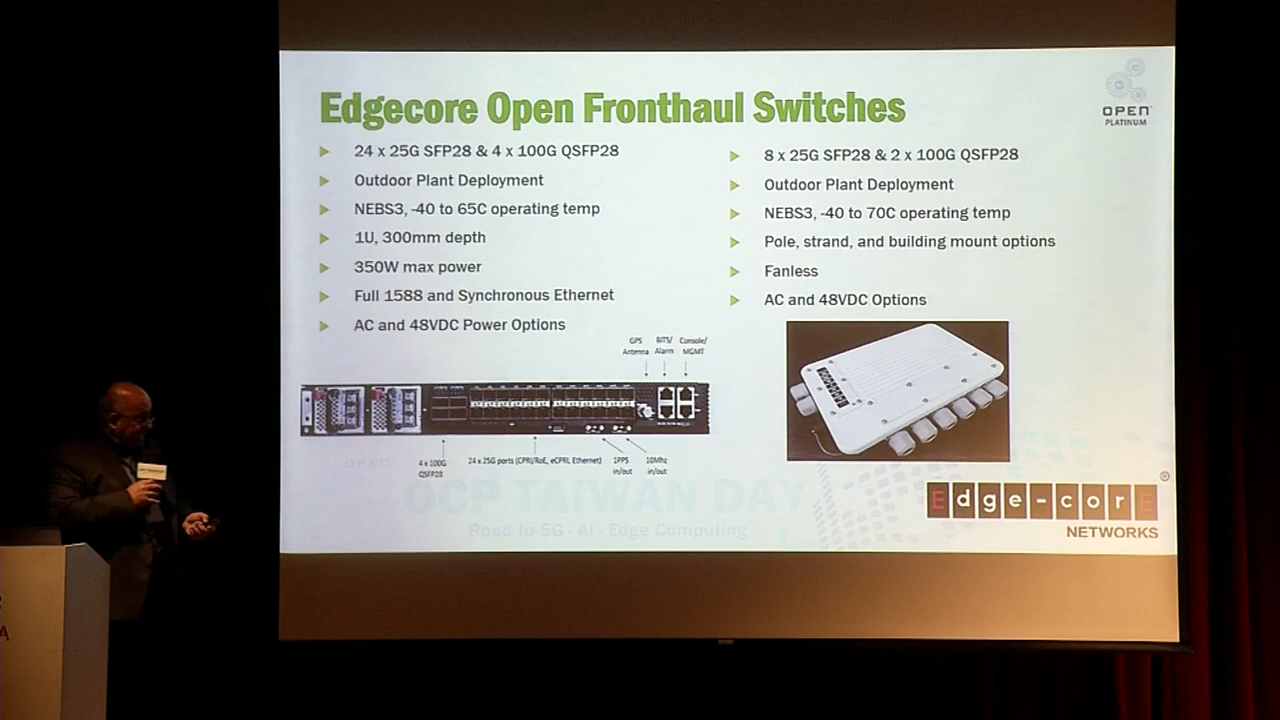 Edgecore Open Fronthaul Switches
OPEN
PLATINUM
24 x 25G SFP28 & 4 x 100G QSFP28
Outdoor Plant Deployment
NEBS3, -40 to 65C operating temp
1U, 300mm depth
350W max power
Full 1588 and Synchronous Ethernet
AC and 48VDC Power Options
8 x 25G SFP28 & 2 x 100G QSFP28
Outdoor Plant Deployment
NEBS3, -40 to 70C operating temp
Pole, strand, and building mount options
Fanless
AC and 48VDC Options
GPS
Antenna
BITS/
Alarm
Console/
MGMT
4 x 100G
QSFP28
24 x 25G ports (CPRI/RoE, eCPRI, Ethernet)
1PPS
in/out
10Mhz
in/out
OPEN
OCP TAIWAN DAY
Road to 5G · AI · Edge Computing
Edge-corE®
NETWORKS
A